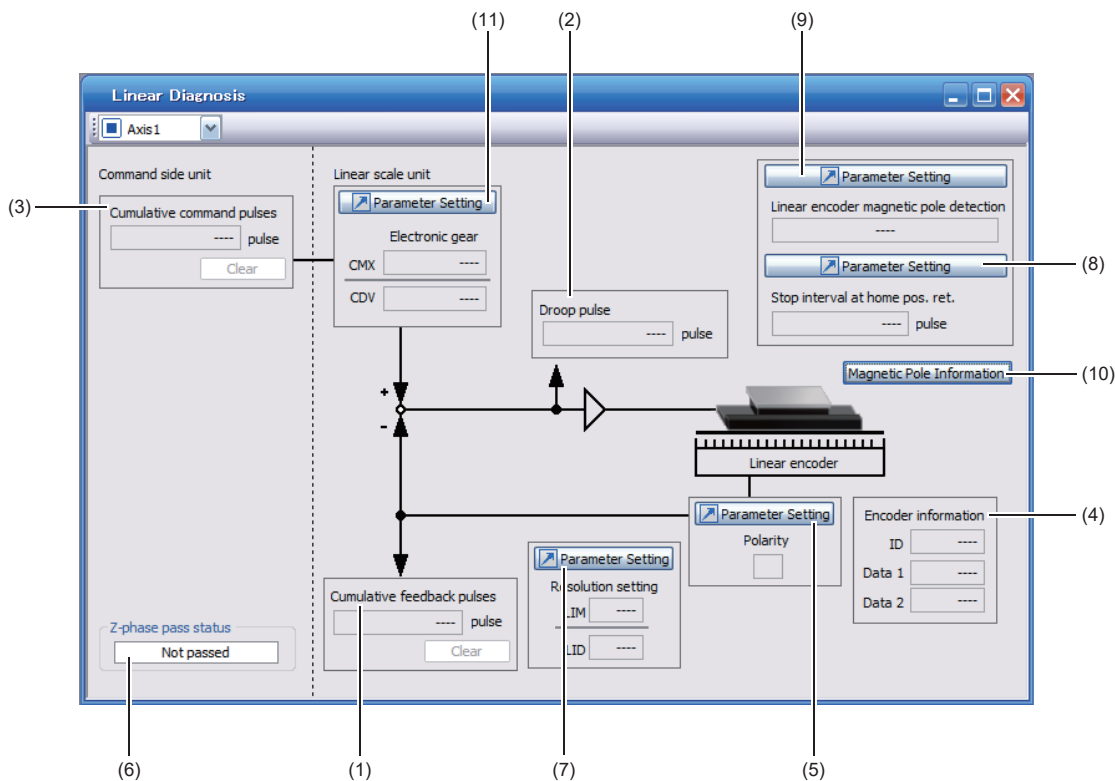 (11)
(2)
(9)
Linear Diagnosis
Axis1
Command side unit
(3)
Cumulative command pulses
---- pulse
Clear
Linear scale unit
Parameter Setting
Electronic gear
CMX ----
CDV ----
Droop pulse
---- pulse
Parameter Setting
Linear encoder magnetic pole detection
----
Parameter Setting
(8)
Stop interval at home pos. ret.
---- pulse
Magnetic Pole Information
(10)
+
-
Linear encoder
Parameter Setting
Polarity
Encoder information
(4)
ID ----
Data 1 ----
Data 2 ----
Parameter Setting
Resolution setting
LIM ----
LID ----
Cumulative feedback pulses
---- pulse
Clear
Z-phase pass status
Not passed
(6)
(1)
(7)
(5)